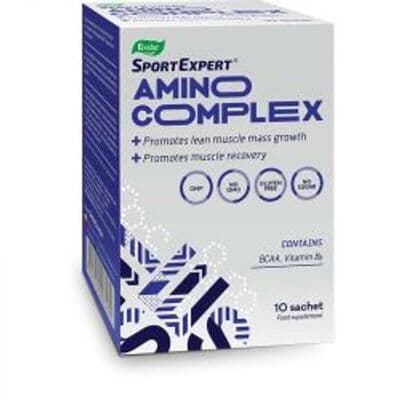 Evalar
SPORTEXPERT®
AMINO
COMPLEX
+ Promotes lean muscle mass growth
+ Promotes muscle recovery
GMP
NO GMO
GLUTEN FREE
NO SUGAR
CONTAINS
BCAA, Vitamin B6
10 sachet
Food supplement